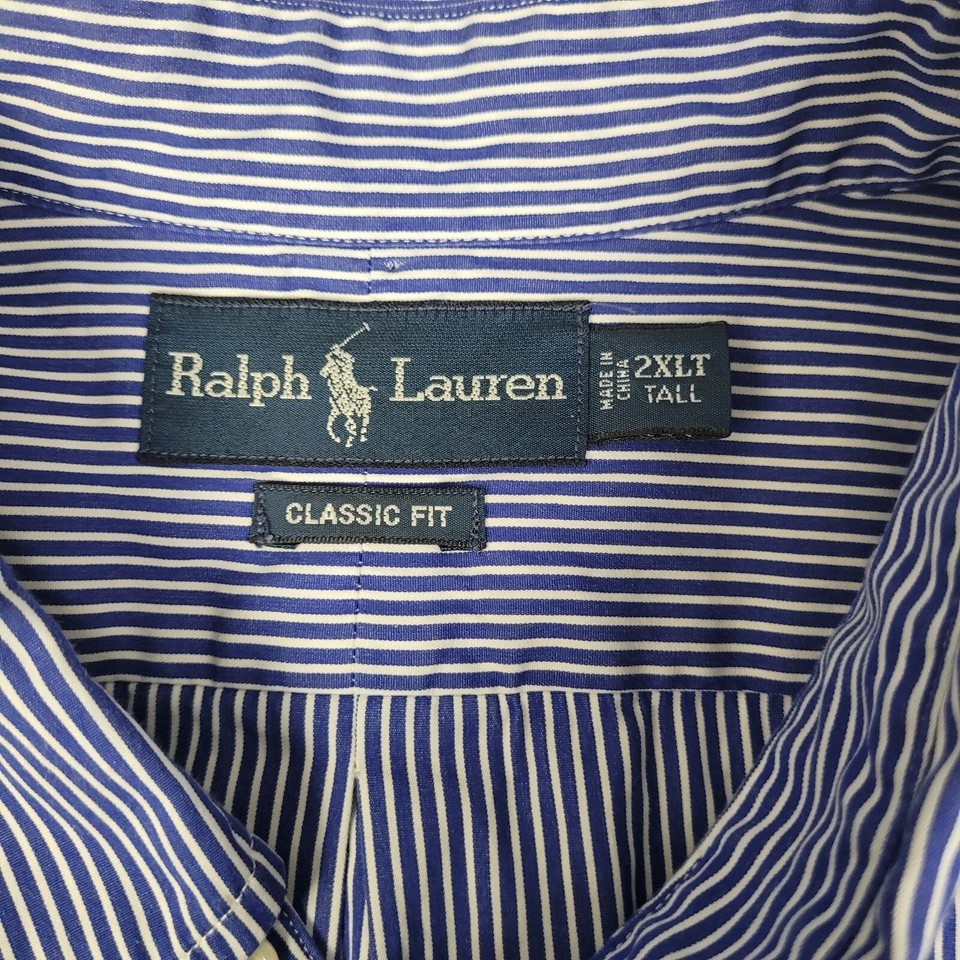 Ralph Lauren
MADE IN
CHINA
2XLT
TALL
CLASSIC FIT